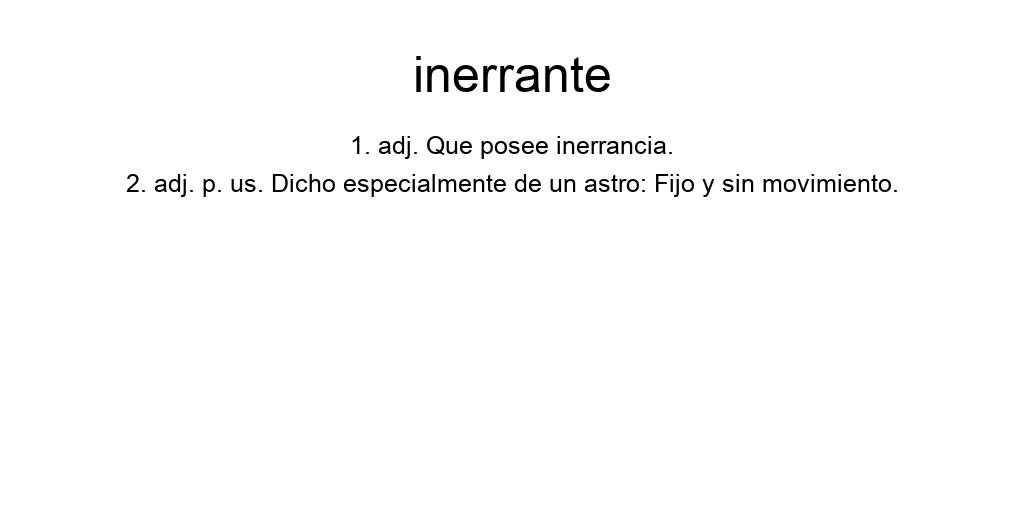 inerrante
1. adj. Que posee inerrancia.
2. adj. p. us. Dicho especialmente de un astro: Fijo y sin movimiento.